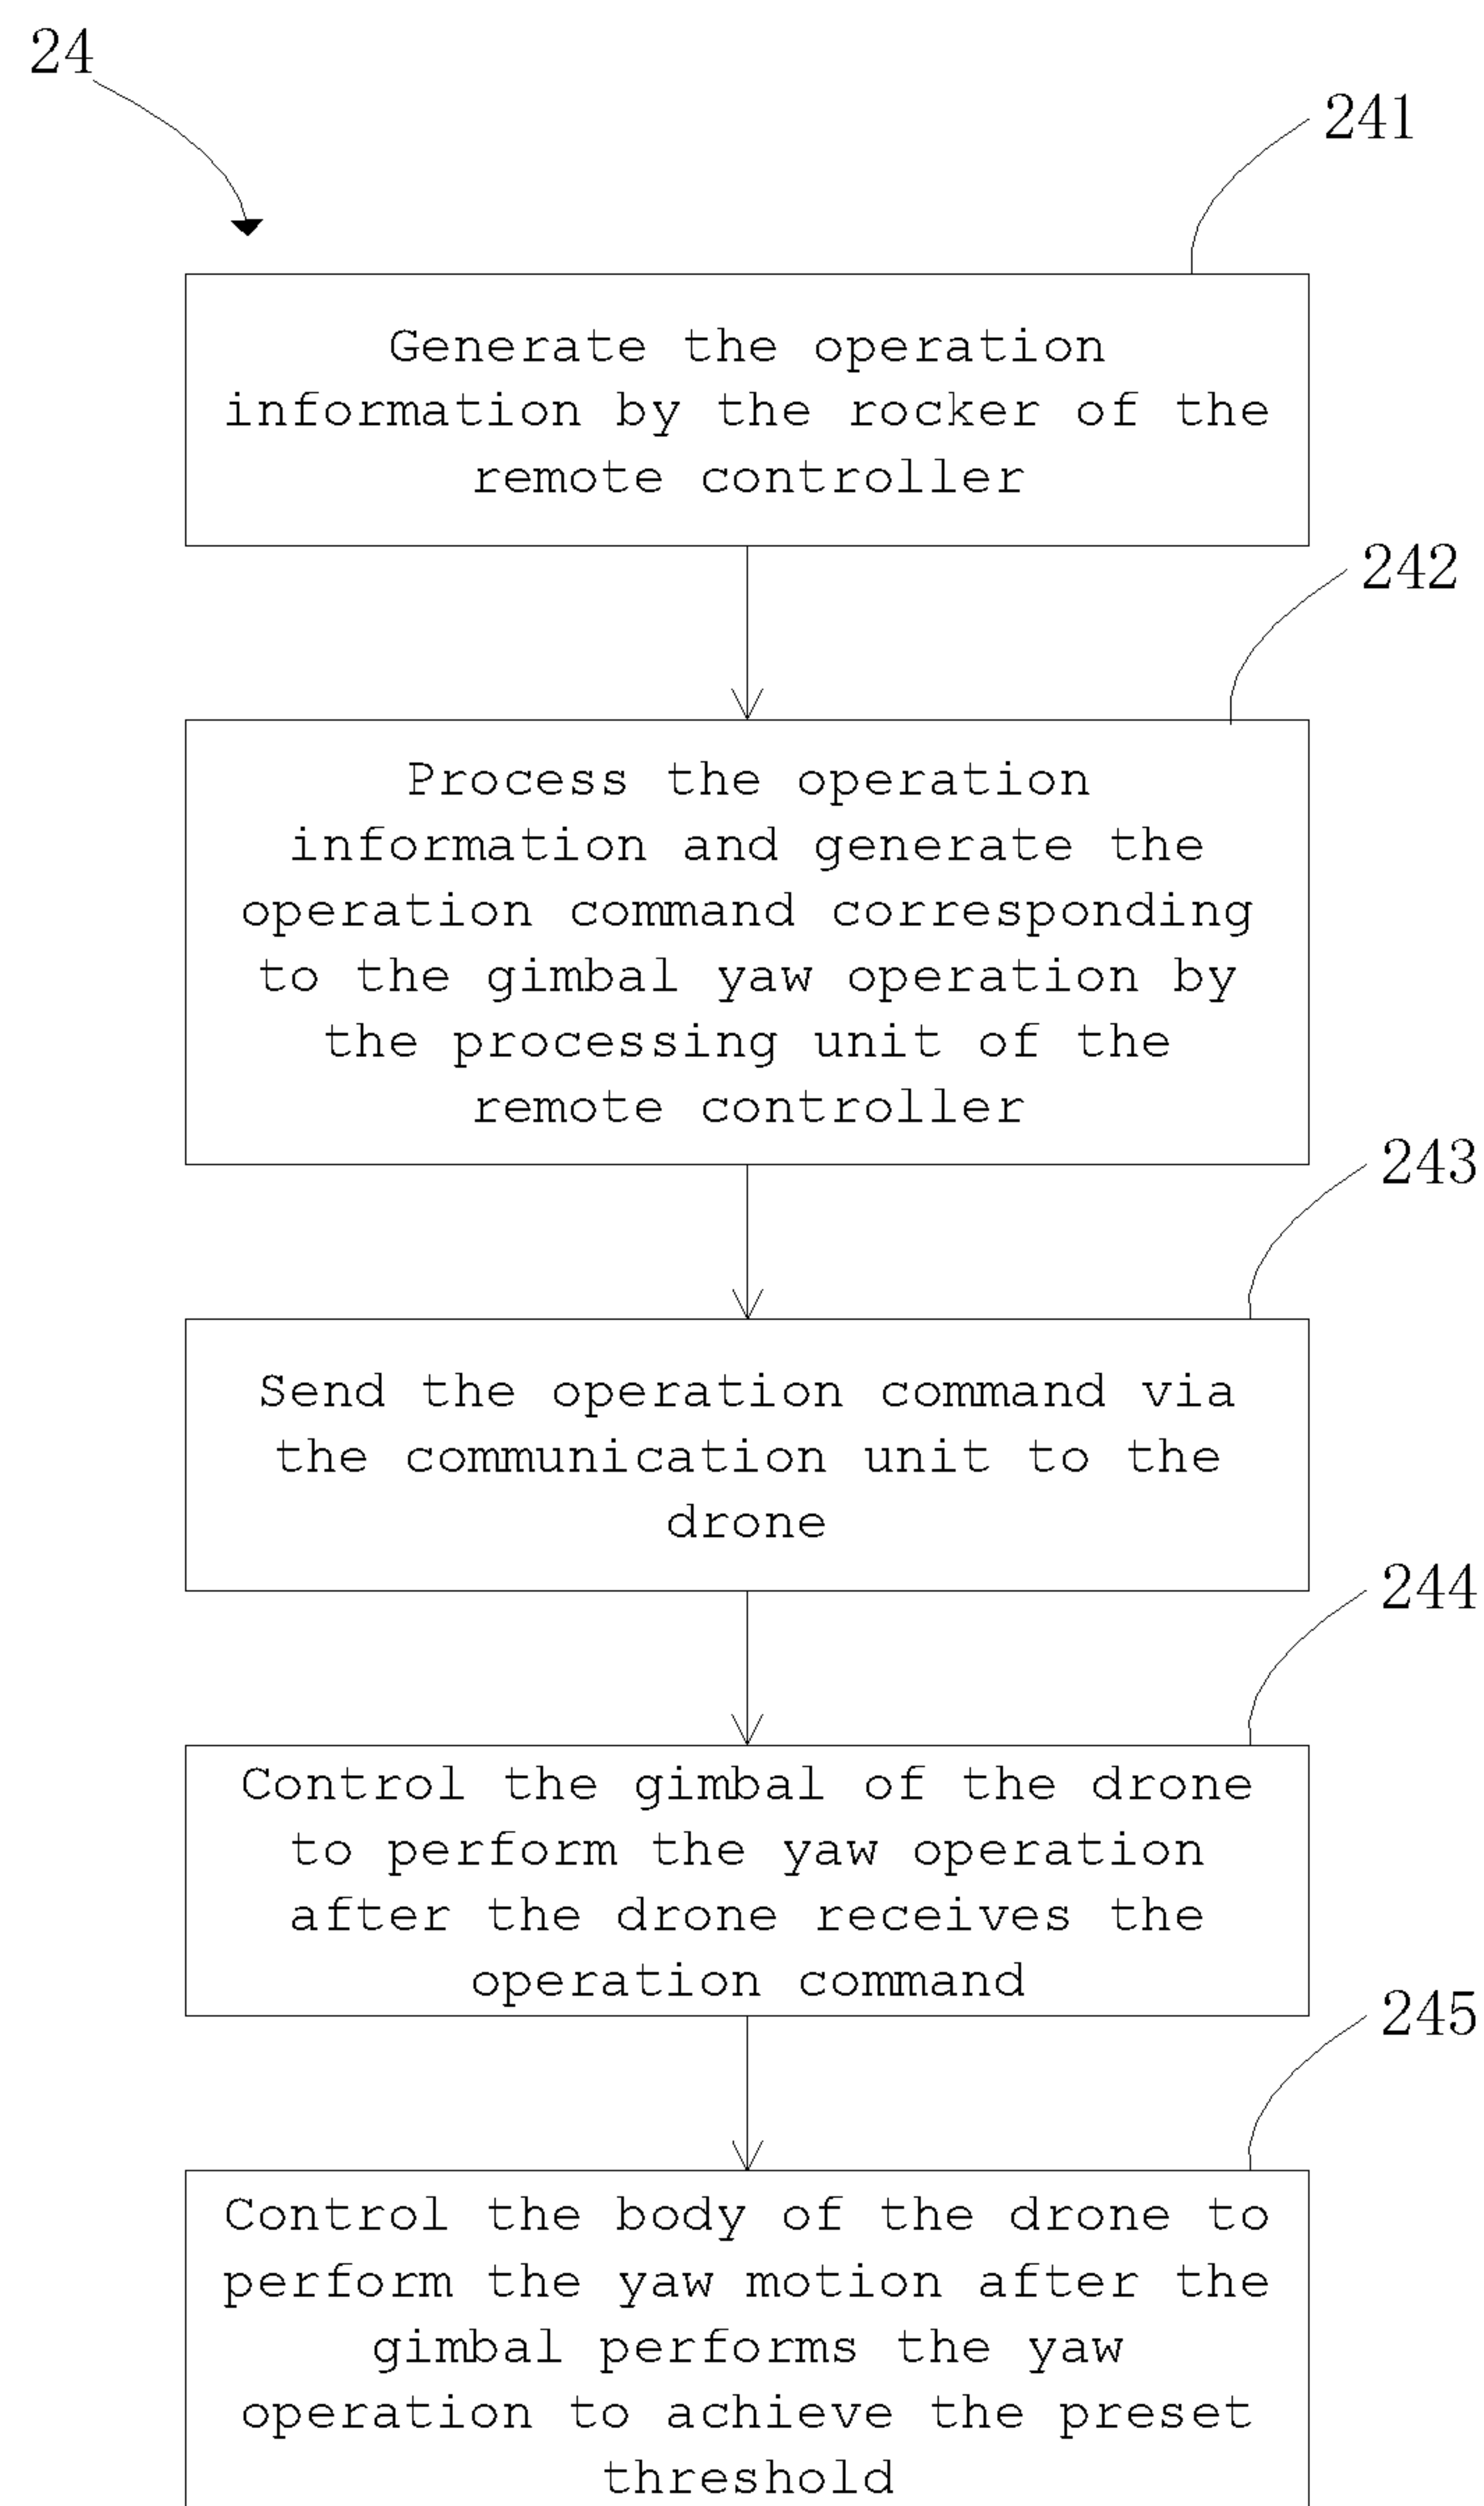 24
241
Generate the operation
information by the rocker of the
remote controller
242
Process the operation
information and generate the
operation command corresponding
to the gimbal yaw operation by
the processing unit of the
remote controller
243
Send the operation command via
the communication unit to the
drone
244
Control the gimbal of the drone
to perform the yaw operation
after the drone receives the
operation command
245
Control the body of the drone to
perform the yaw motion after the
gimbal performs the yaw
operation to achieve the preset
threshold